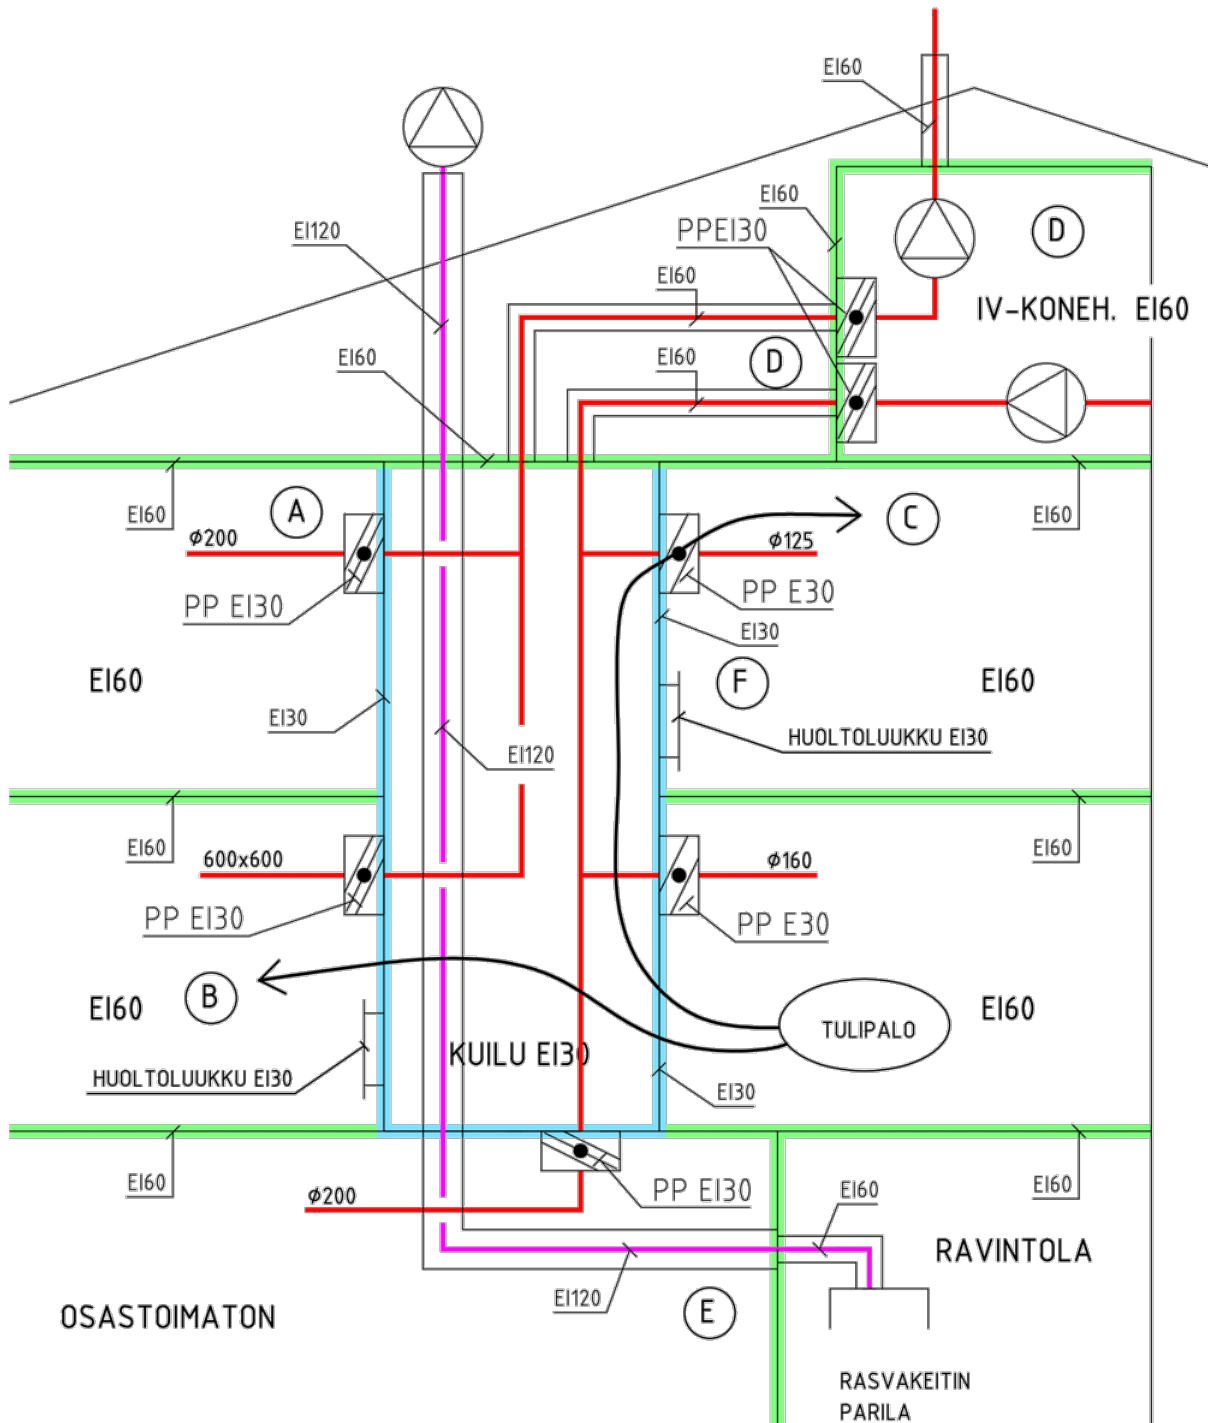 EI60
EI60
D
EI120
PPEI30
EI60
IV-KONEH. EI60
EI60
EI60
D
A
C
EI60
EI60
ϕ200
ϕ125
PP EI30
PP E30
EI30
EI60
F
EI60
EI30
HUOLTOLUUKKU EI30
EI120
EI60
EI60
600x600
ϕ160
PP EI30
PP E30
B
EI60
EI60
TULIPALO
KUILU EI30
HUOLTOLUUKKU EI30
EI30
EI60
ϕ200
PP EI30
EI60
EI60
RAVINTOLA
EI120
E
OSASTOIMATON
RASVAKEITIN
PARILA